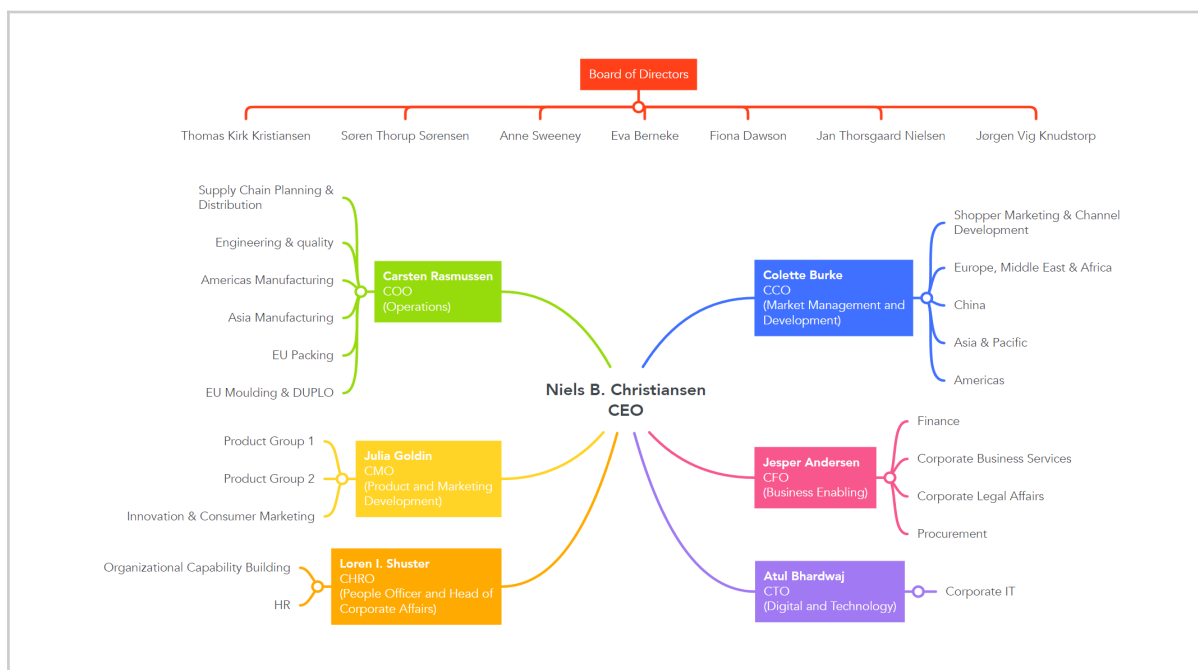 Board of Directors
Thomas Kirk Kristiansen
Søren Thorup Sørensen
Anne Sweeney
Eva Berneke
Fiona Dawson
Jan Thorsgaard Nielsen
Jørgen Vig Knudstorp
Supply Chain Planning &
Distribution
Engineering & quality
Americas Manufacturing
Asia Manufacturing
EU Packing
EU Moulding & DUPLO
Carsten Rasmussen
COO
(Operations)
Colette Burke
CCO
(Market Management and
Development)
Shopper Marketing & Channel
Development
Europe, Middle East & Africa
China
Asia & Pacific
Americas
Niels B. Christiansen
CEO
Product Group 1
Product Group 2
Innovation & Consumer Marketing
Julia Goldin
CMO
(Product and Marketing
Development)
Jesper Andersen
CFO
(Business Enabling)
Finance
Corporate Business Services
Corporate Legal Affairs
Procurement
Organizational Capability Building
HR
Loren I. Shuster
CHRO
(People Officer and Head of
Corporate Affairs)
Atul Bhardwaj
CTO
(Digital and Technology)
Corporate IT